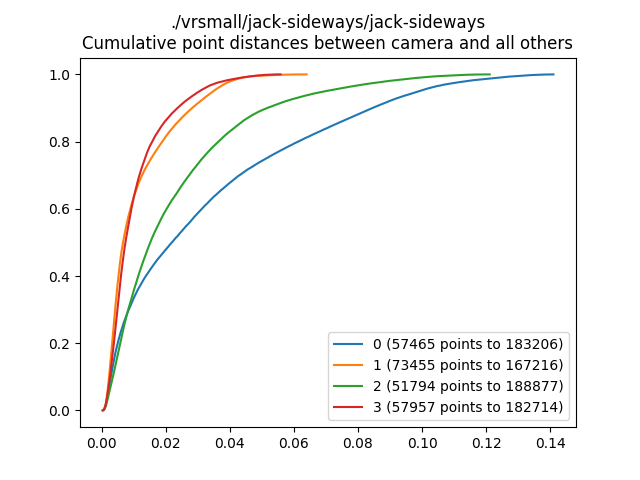 ./vrsmall/jack-sideways/jack-sideways
Cumulative point distances between camera and all others
1.0
0.8
0.6
0.4
0.2
0.0
0 (57465 points to 183206)
1 (73455 points to 167216)
2 (51794 points to 188877)
3 (57957 points to 182714)
0.00 0.02 0.04 0.06 0.08 0.10 0.12 0.14